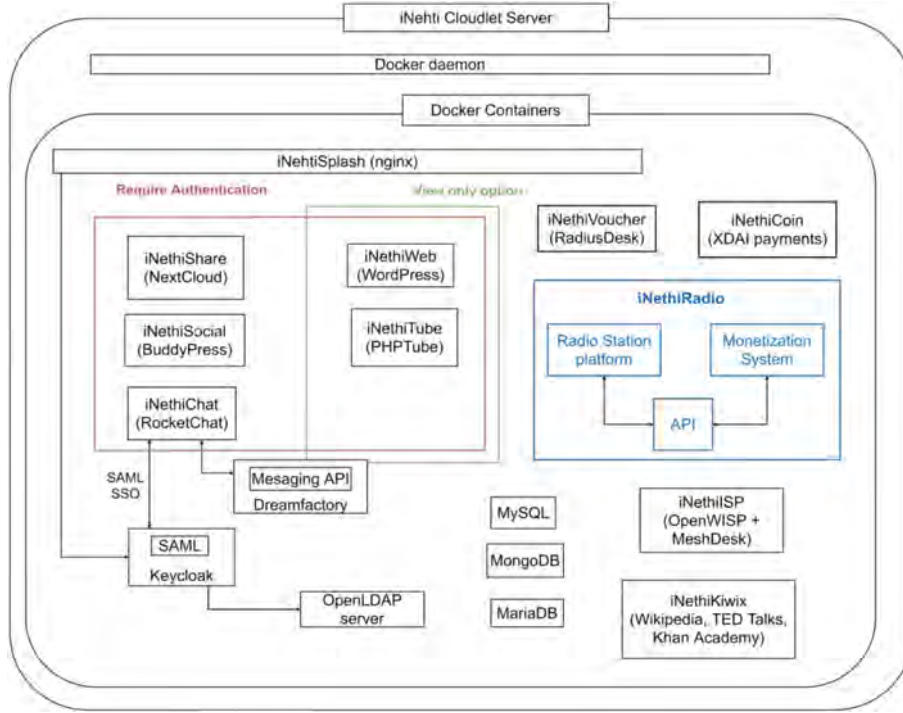 iNehti Cloudlet Server
Docker daemon
Docker Containers
iNehtiSplash (nginx)
Require Authentication
View only option
iNethiShare
(NextCloud)
iNethiSocial
(BuddyPress)
iNethiChat
(RocketChat)
iNethiWeb
(WordPress)
iNethiTube
(PHPTube)
iNethiVoucher
(RadiusDesk)
iNethiCoin
(XDAI payments)
iNethiRadio
Radio Station
platform
Monetization
System
API
SAML
SSO
Mesaging API
Dreamfactory
SAML
Keycloak
OpenLDAP
server
MySQL
MongoDB
MariaDB
iNethiISP
(OpenWISP +
MeshDesk)
iNethiKiwix
(Wikipedia, TED Talks,
Khan Academy)